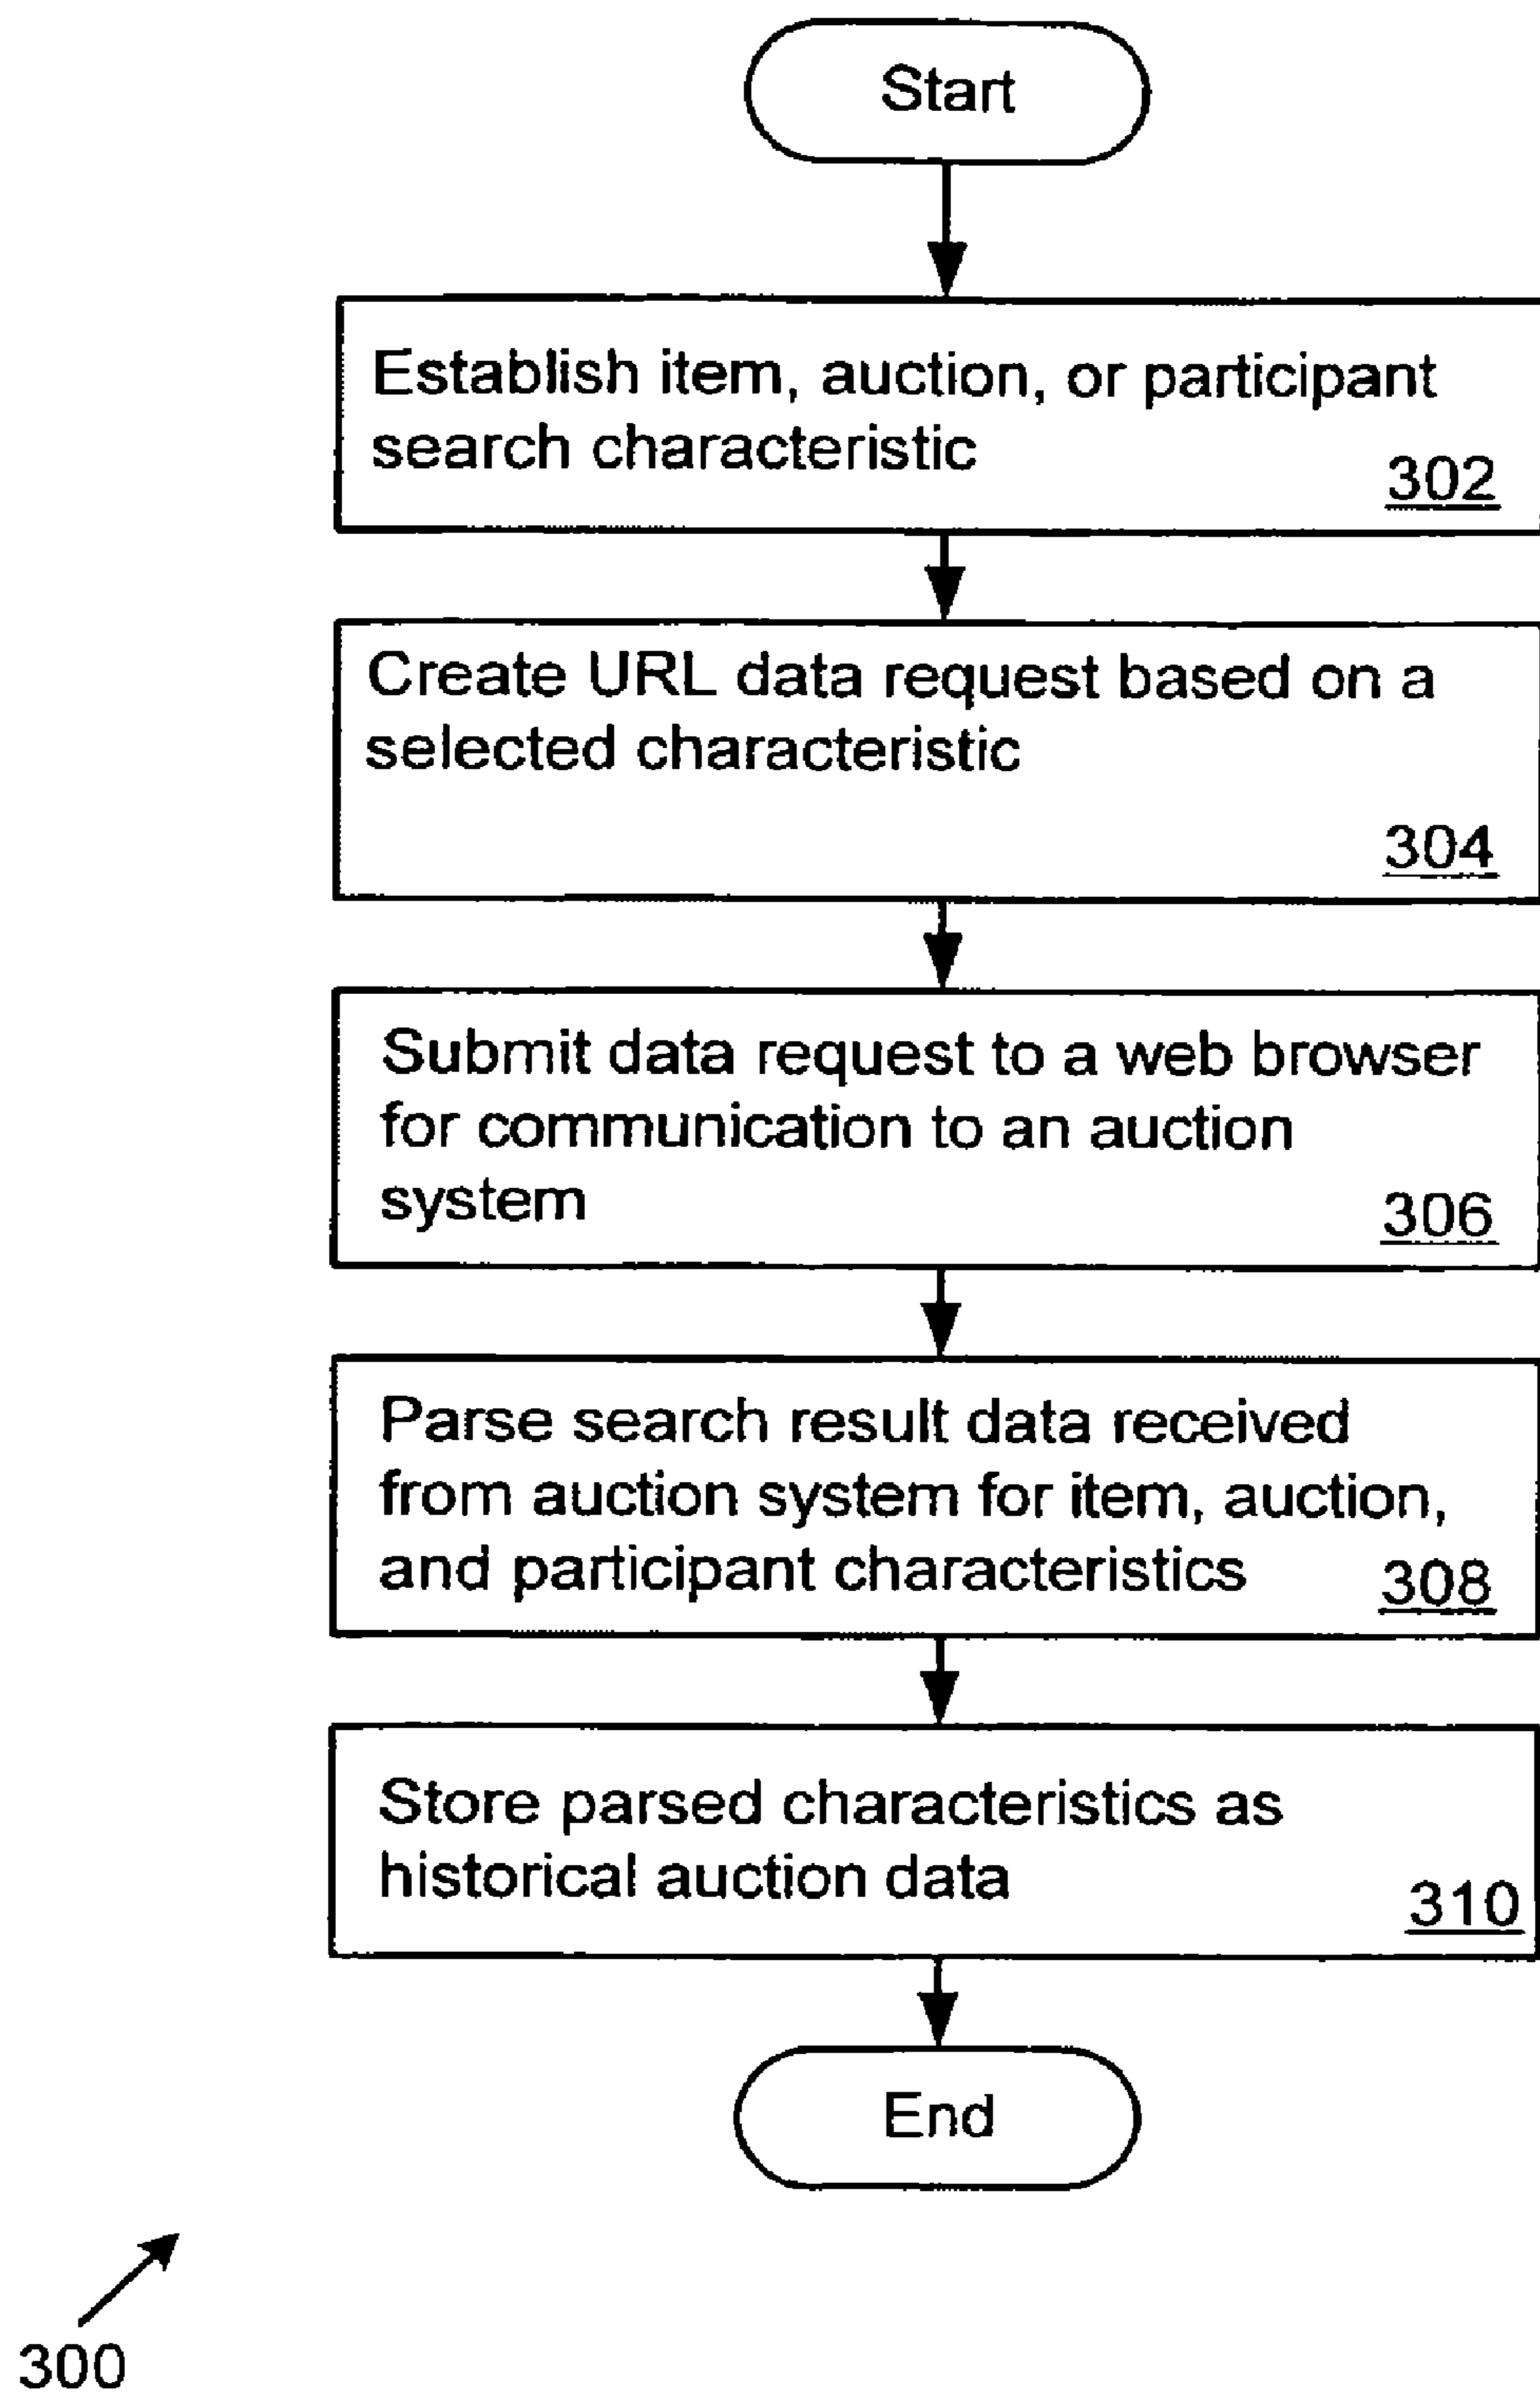 Start
Establish item, auction, or participant
search characteristic
302
Create URL data request based on a
selected characteristic
304
Submit data request to a web browser
for communication to an auction
system
306
Parse search result data received
from auction system for item, auction,
and participant characteristics
308
Store parsed characteristics as
historical auction data
310
End
300